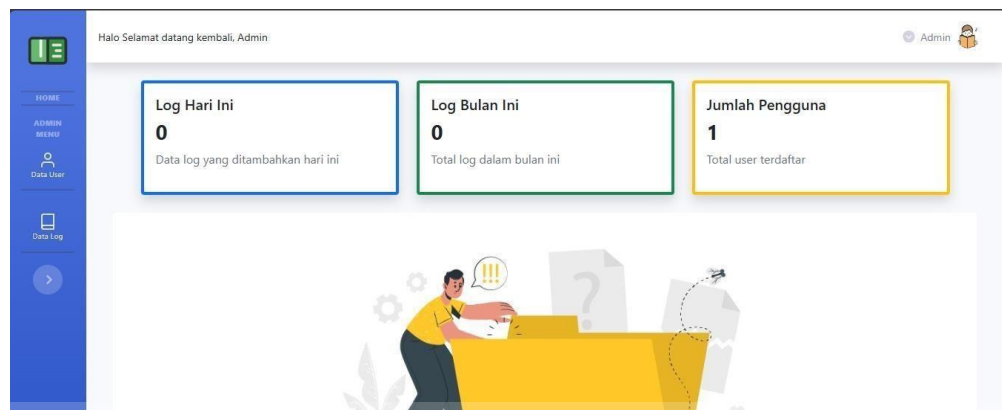 Halo Selamat datang kembali, Admin
Admin
HOME
ADMIN
MENU
Data User
Data Log
Log Hari Ini
0
Data log yang ditambahkan hari ini
Log Bulan Ini
0
Total log dalam bulan ini
Jumlah Pengguna
1
Total user terdaftar
!!!
?